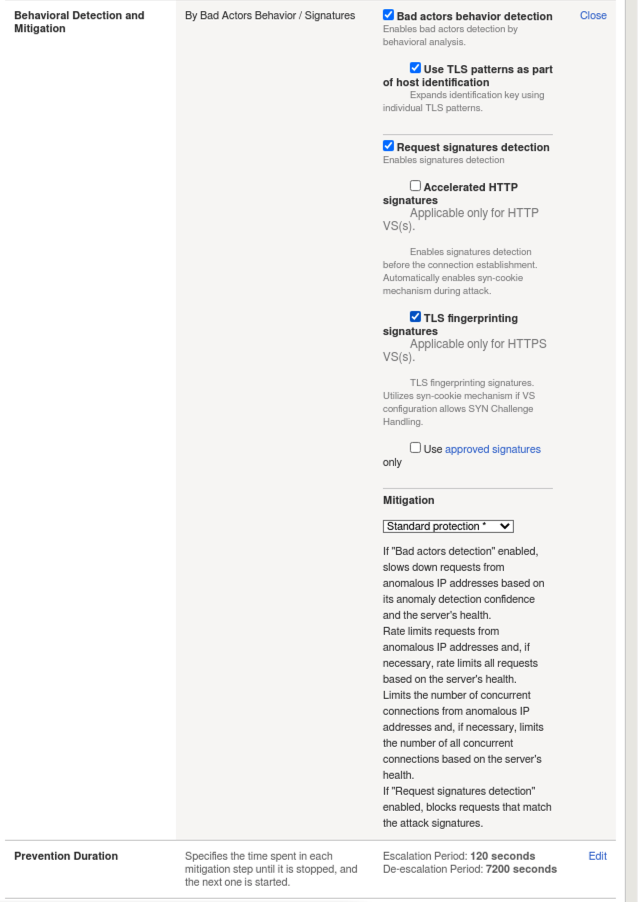 Behavioral Detection and
Mitigation
By Bad Actors Behavior / Signatures
Bad actors behavior detection
Enables bad actors detection by
behavioral analysis.
Use TLS patterns as part
of host identification
Expands identification key using
individual TLS patterns.
Request signatures detection
Enables signatures detection
Accelerated HTTP
signatures
Applicable only for HTTP
VS(s).
Enables signatures detection
before the connection establishment.
Automatically enables syn-cookie
mechanism during attack.
TLS fingerprinting
signatures
Applicable only for HTTPS
VS(s).
TLS fingerprinting signatures.
Utilizes syn-cookie mechanism if VS
configuration allows SYN Challenge
Handling.
Use approved signatures
only
Mitigation
Standard protection *
If "Bad actors detection" enabled,
slows down requests from
anomalous IP addresses based on
its anomaly detection confidence
and the server's health.
Rate limits requests from
anomalous IP addresses and, if
necessary, rate limits all requests
based on the server's health.
Limits the number of concurrent
connections from anomalous IP
addresses and, if necessary, limits
the number of all concurrent
connections based on the server's
health.
If "Request signatures detection"
enabled, blocks requests that match
the attack signatures.
Close
Prevention Duration
Specifies the time spent in each
mitigation step until it is stopped, and
the next one is started.
Escalation Period: 120 seconds
De-escalation Period: 7200 seconds
Edit